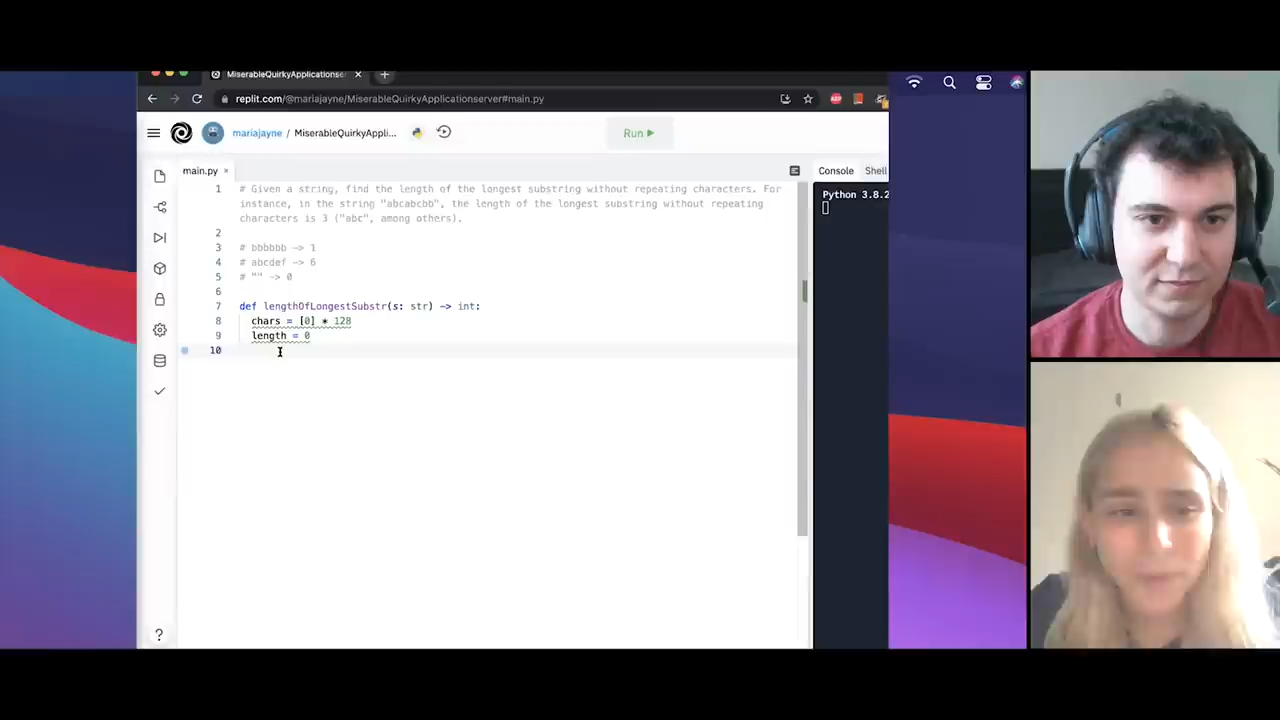 MiserableQuirkyApplicationse
replit.com/@mariajayne/MiserableQuirkyApplicationserver#main.py
mariajayne / MiserableQuirkyAppli...
Run
main.py
Console
Shell
1 # Given a string, find the length of the longest substring without repeating characters. For
instance, in the string "abcabcbb", the length of the longest substring without repeating
characters is 3 ("abc", among others).
2
3 # bbbbbb -> 1
4 # abcdef -> 6
5 # "" -> 0
6
7 def lengthOfLongestSubstr(s: str) -> int:
8 chars = [0] * 128
9 length = 0
10
Python 3.8.2
?